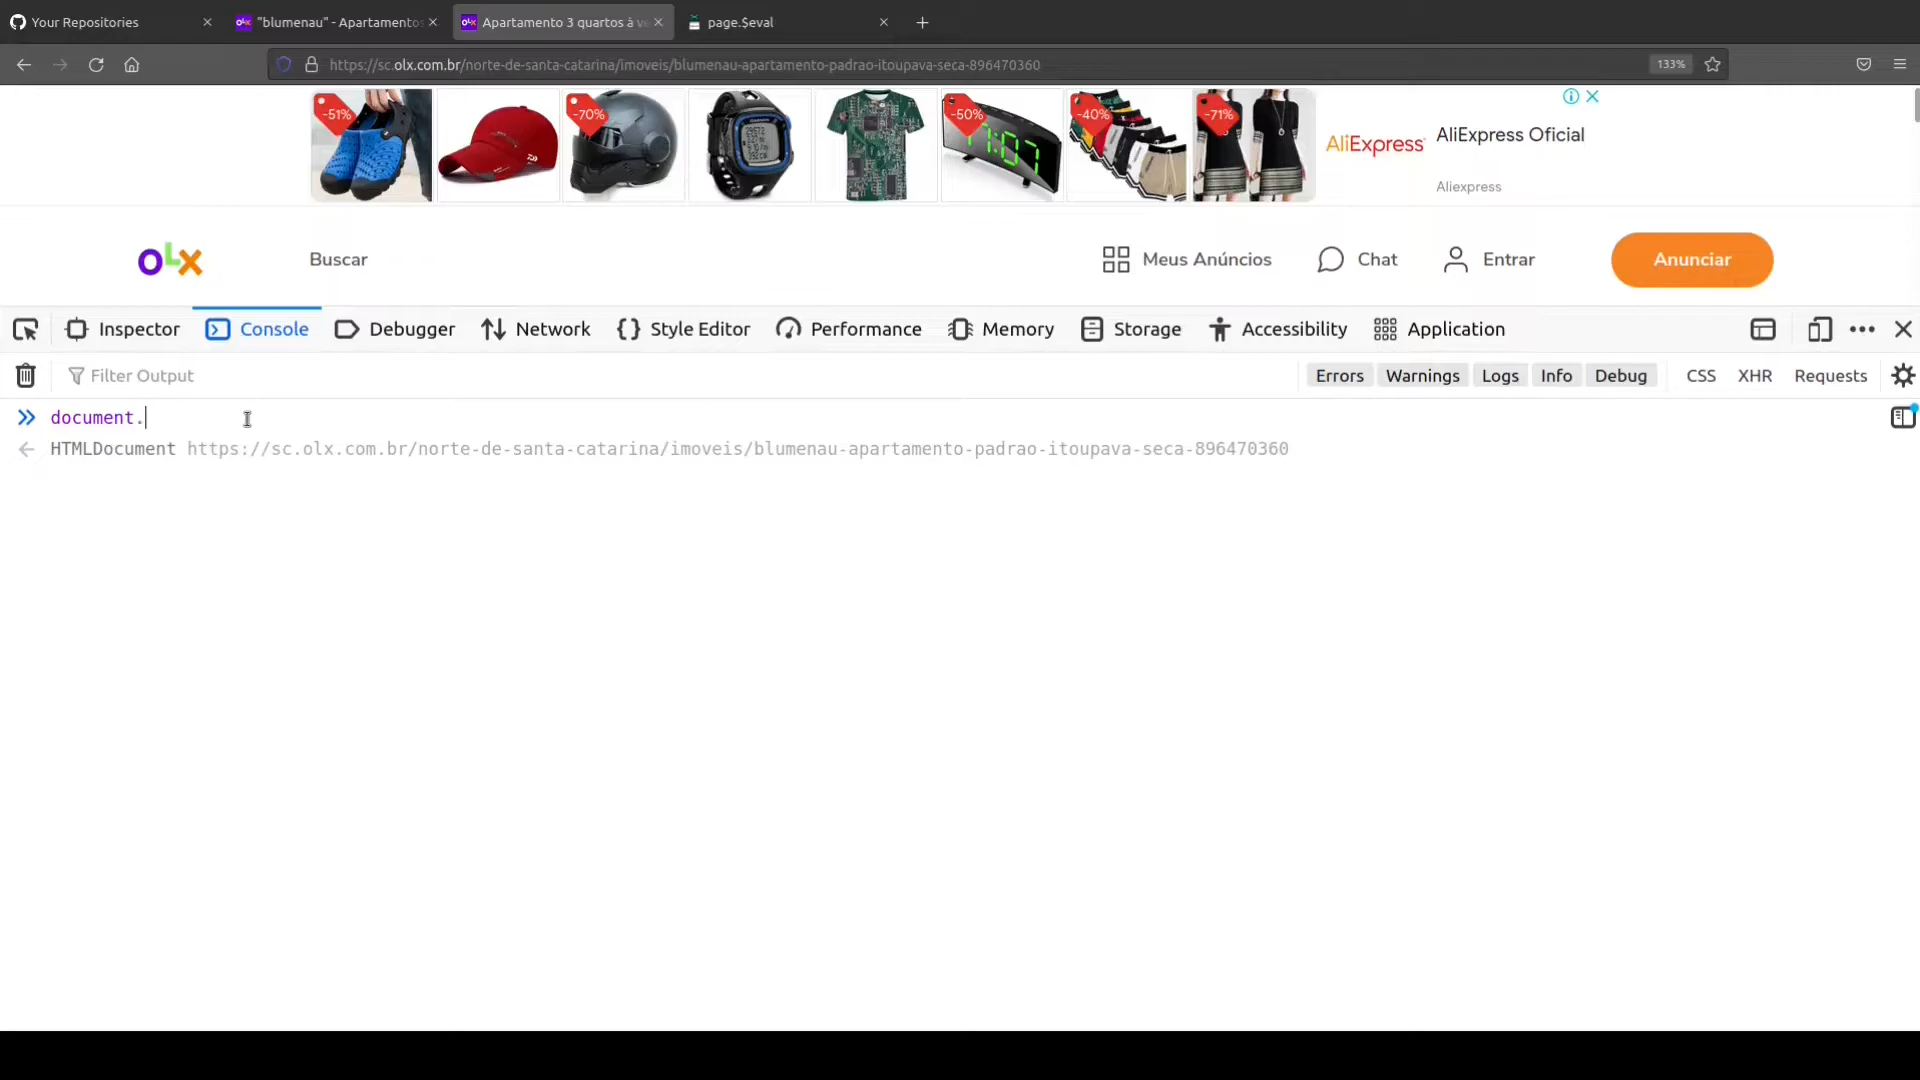 Your Repositories
"blumenau" - Apartamentos
Apartamento 3 quartos à ve
page.$eval
https://sc.olx.com.br/norte-de-santa-catarina/imoveis/blumenau-apartamento-padrao-itoupava-seca-896470360
133%
-51%
-70%
-50%
-40%
-71%
11:07
AliExpress
AliExpress Oficial
Aliexpress
olx
Buscar
Meus Anúncios
Chat
Entrar
Anunciar
Inspector
Console
Debugger
Network
Style Editor
Performance
Memory
Storage
Accessibility
Application
Filter Output
Errors
Warnings
Logs
Info
Debug
CSS
XHR
Requests
document.
HTMLDocument https://sc.olx.com.br/norte-de-santa-catarina/imoveis/blumenau-apartamento-padrao-itoupava-seca-896470360